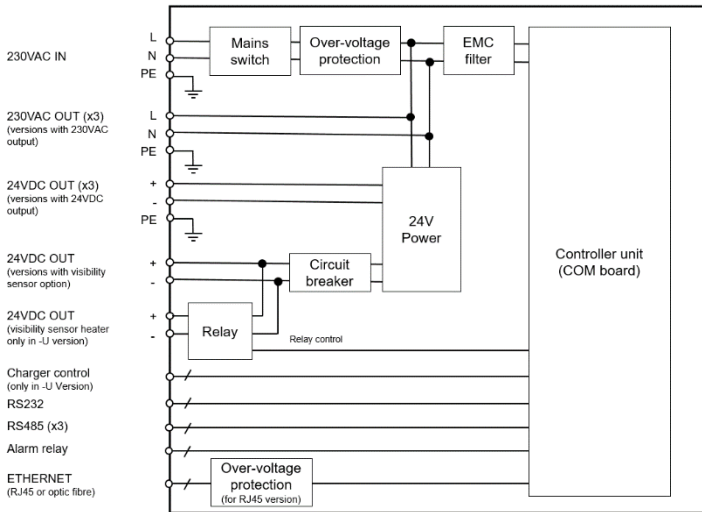 L
230VAC IN
N
PE
Mains
switch
Over-voltage
protection
EMC
filter
230VAC OUT (x3)
(versions with 230VAC
output)
L
N
PE
24VDC OUT (x3)
(versions with 24VDC
output)
+
-
PE
24V
Power
Controller unit
(COM board)
24VDC OUT
(versions with visibility
sensor option)
+
-
Circuit
breaker
24VDC OUT
(visibility sensor heater
only in -U version)
+
-
Relay
Relay control
Charger control
(only in -U Version)
RS232
RS485 (x3)
Alarm relay
ETHERNET
(RJ45 or optic fibre)
Over-voltage
protection
(for RJ45 version)